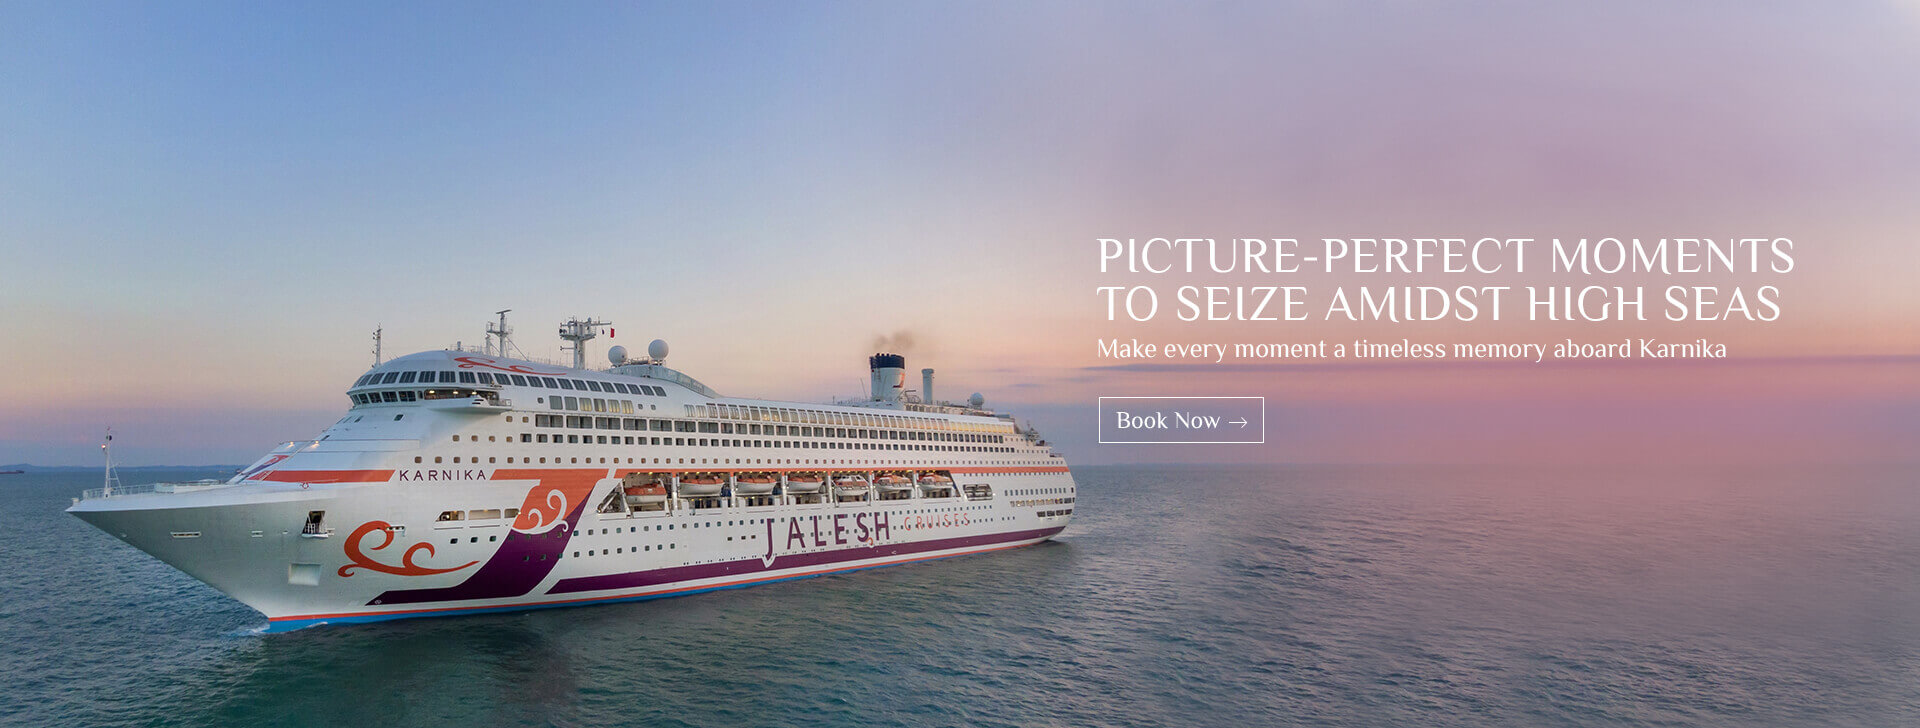 PICTURE-PERFECT MOMENTS
TO SEIZE AMIDST HIGH SEAS
Make every moment a timeless memory aboard Karnika
Book Now →
KARNIKA
JALESH CRUISES